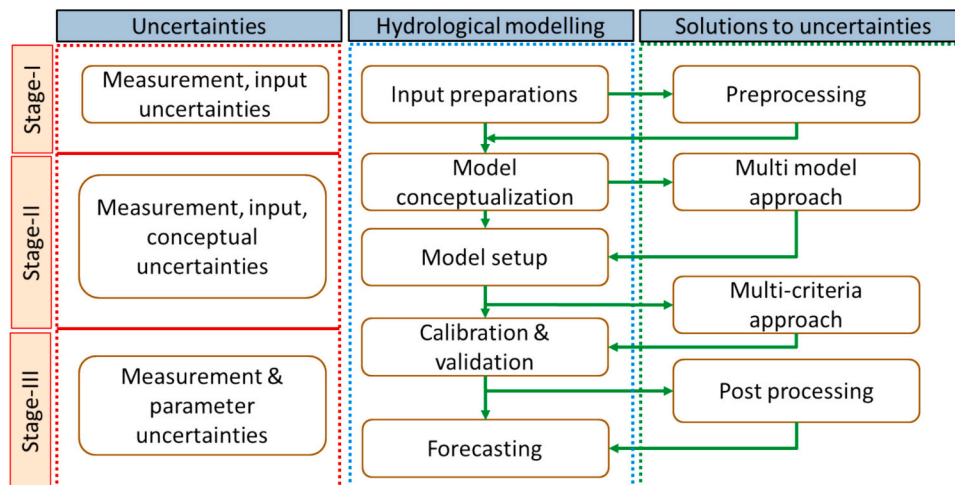 Uncertainties
Hydrological modelling
Solutions to uncertainties
Stage-I
Measurement, input
uncertainties
Input preparations
Preprocessing
Stage-II
Measurement, input,
conceptual
uncertainties
Model
conceptualization
Multi model
approach
Model setup
Multi-criteria
approach
Stage-III
Measurement &
parameter
uncertainties
Calibration &
validation
Post processing
Forecasting